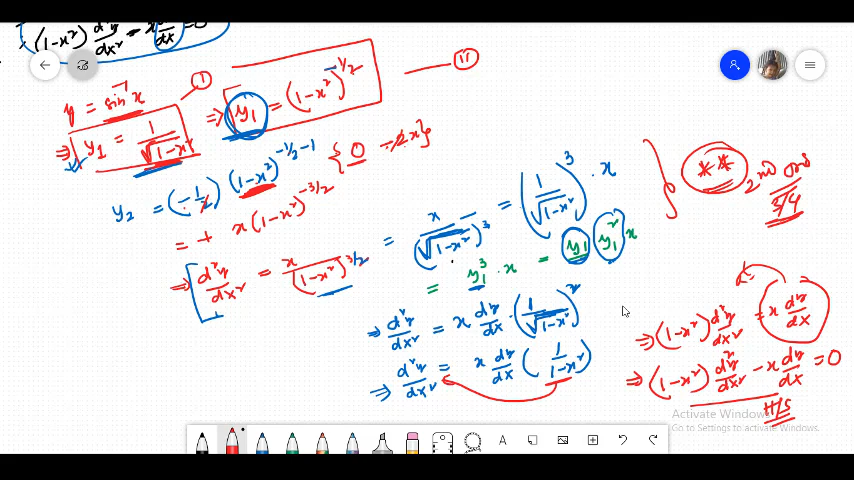 (1-x²) d²y/dx² - x dy/dx = 0
y = sin⁻¹x
⇒ y₁ = 1/√(1-x²) ①
⇒ y₁ = (1-x²)^(-1/2) ⑪
y₂ = (-1/2) (1-x²)^(-1/2-1) {0 - 2x}
= + x(1-x²)^(-3/2)
⇒ d²y/dx² = x/(1-x²)^(3/2) = x/(√(1-x²))³ = (1/√(1-x²))³ · x
= y₁³ · x = y₁ y₁² x
⇒ d²y/dx² = x dy/dx · (1/√(1-x²))²
⇒ d²y/dx² = x dy/dx (1/(1-x²))
** 2nd
3/4
⇒ (1-x²) d²y/dx² = x dy/dx
⇒ (1-x²) d²y/dx² - x dy/dx = 0
Activate Windows
Go to Settings to activate Windows.
A